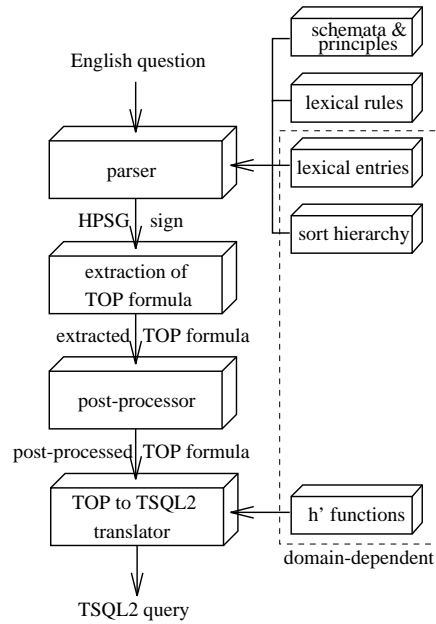 schemata &
principles
English question
lexical rules
parser
lexical entries
HPSG sign
sort hierarchy
extraction of
TOP formula
extracted TOP formula
post-processor
post-processed TOP formula
TOP to TSQL2
translator
h' functions
domain-dependent
TSQL2 query